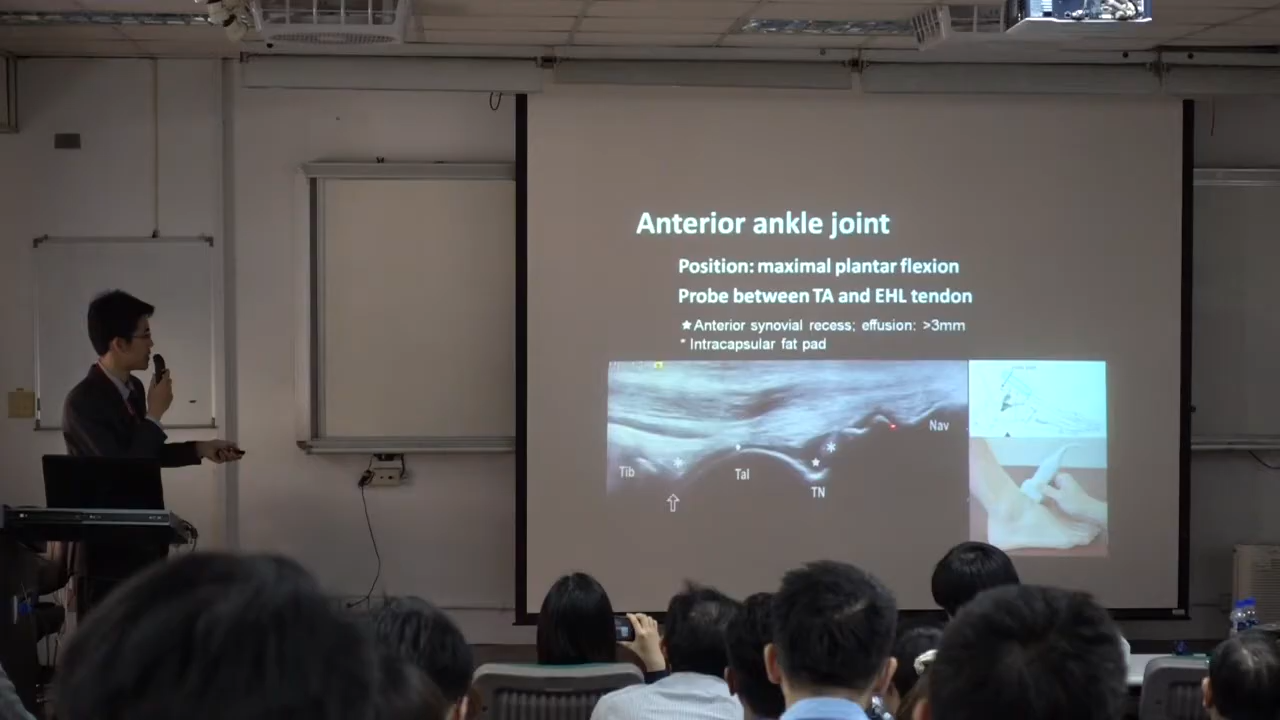 Anterior ankle joint
Position: maximal plantar flexion
Probe between TA and EHL tendon
★ Anterior synovial recess; effusion: >3mm
* Intracapsular fat pad
Nav
Tib
Tal
TN